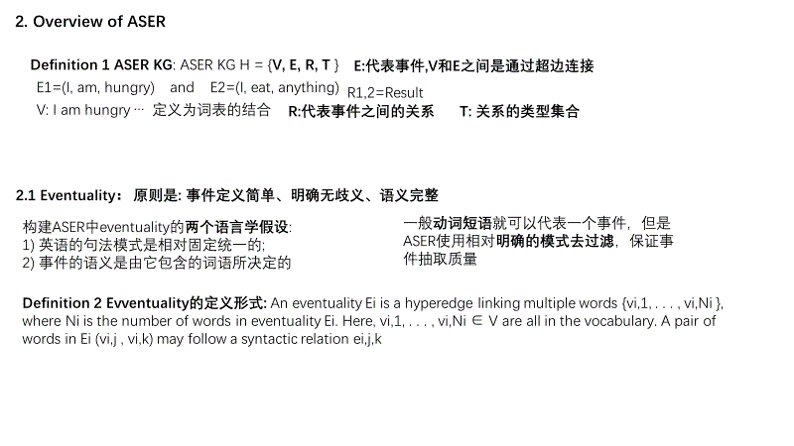 2. Overview of ASER
Definition 1 ASER KG: ASER KG H = {V, E, R, T } E:代表事件,V和E之间是通过超边连接
E1=(I, am, hungry) and E2=(I, eat, anything) R1,2=Result
V: I am hungry … 定义为词表的结合 R:代表事件之间的关系 T: 关系的类型集合
2.1 Eventuality： 原则是: 事件定义简单、明确无歧义、语义完整
构建ASER中eventuality的两个语言学假设:
1) 英语的句法模式是相对固定统一的;
2) 事件的语义是由它包含的词语所决定的
一般动词短语就可以代表一个事件，但是
ASER使用相对明确的模式去过滤，保证事
件抽取质量
Definition 2 Evventuality的定义形式: An eventuality Ei is a hyperedge linking multiple words {vi,1, . . . , vi,Ni },
where Ni is the number of words in eventuality Ei. Here, vi,1, . . . , vi,Ni ∈ V are all in the vocabulary. A pair of
words in Ei (vi,j , vi,k) may follow a syntactic relation ei,j,k